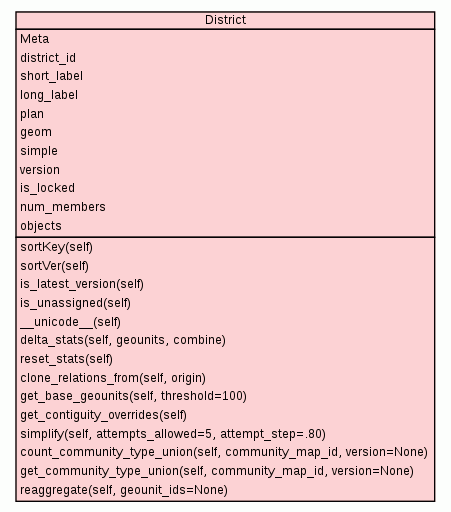 District
Meta
district_id
short_label
long_label
plan
geom
simple
version
is_locked
num_members
objects
sortKey(self)
sortVer(self)
is_latest_version(self)
is_unassigned(self)
__unicode__(self)
delta_stats(self, geounits, combine)
reset_stats(self)
clone_relations_from(self, origin)
get_base_geounits(self, threshold=100)
get_contiguity_overrides(self)
simplify(self, attempts_allowed=5, attempt_step=.80)
count_community_type_union(self, community_map_id, version=None)
get_community_type_union(self, community_map_id, version=None)
reaggregate(self, geounit_ids=None)